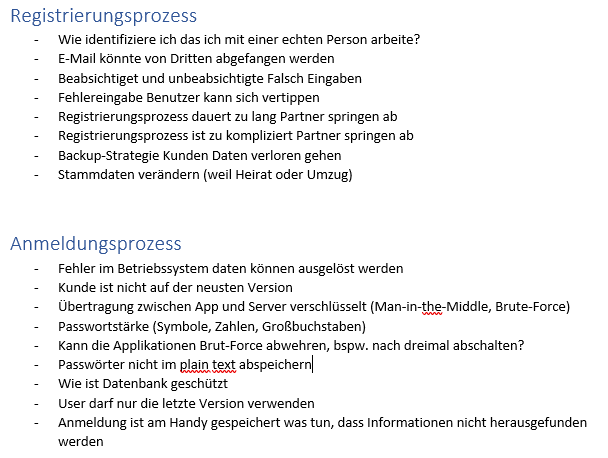 Registrierungsprozess
- Wie identifiziere ich das ich mit einer echten Person arbeite?
- E-Mail könnte von Dritten abgefangen werden
- Beabsichtiget und unbeabsichtigte Falsch Eingaben
- Fehlereingabe Benutzer kann sich vertippen
- Registrierungsprozess dauert zu lang Partner springen ab
- Registrierungsprozess ist zu kompliziert Partner springen ab
- Backup-Strategie Kunden Daten verloren gehen
- Stammdaten verändern (weil Heirat oder Umzug)
Anmeldungsprozess
- Fehler im Betriebssystem daten können ausgelöst werden
- Kunde ist nicht auf der neusten Version
- Übertragung zwischen App und Server verschlüsselt (Man-in-the-Middle, Brute-Force)
- Passwortstärke (Symbole, Zahlen, Großbuchstaben)
- Kann die Applikationen Brut-Force abwehren, bspw. nach dreimal abschalten?
- Passwörter nicht im plain text abspeichern
- Wie ist Datenbank geschützt
- User darf nur die letzte Version verwenden
- Anmeldung ist am Handy gespeichert was tun, dass Informationen nicht herausgefunden
werden